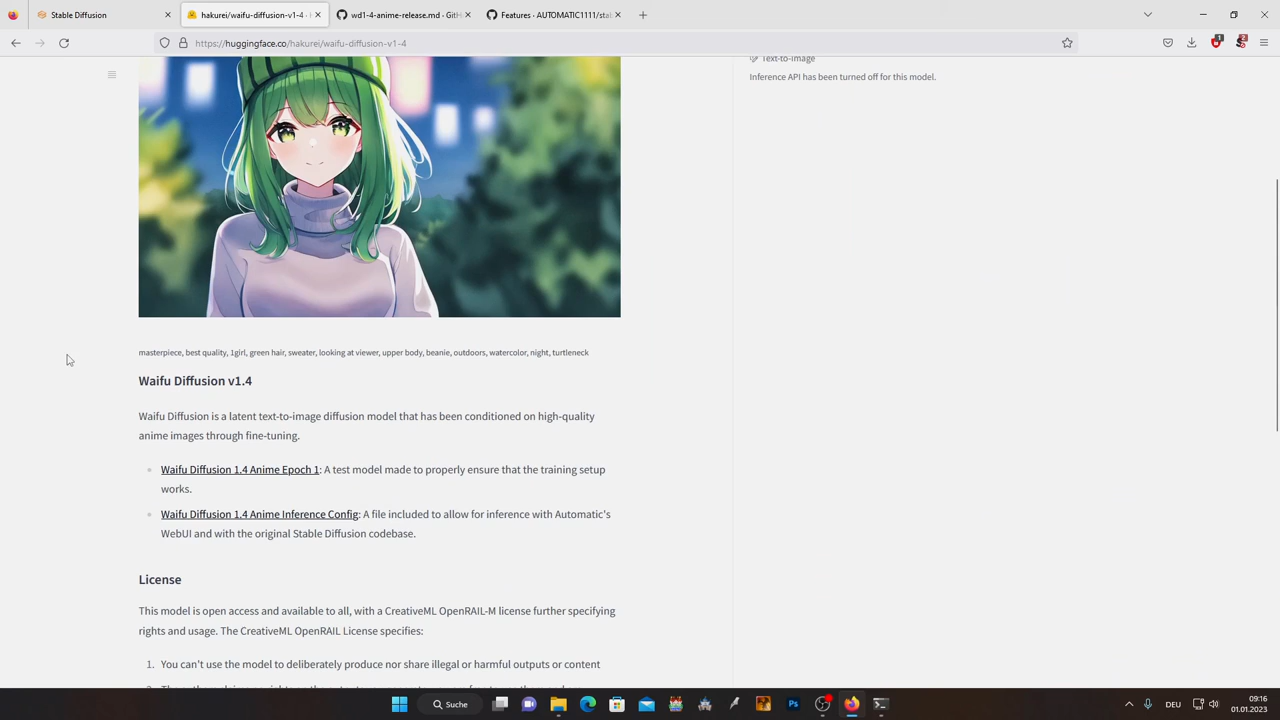 Stable Diffusion
hakurei/waifu-diffusion-v1-4 ·
wd1-4-anime-release.md · GitH
Features · AUTOMATIC1111/stal
https://huggingface.co/hakurei/waifu-diffusion-v1-4
1
2
Text-to-Image
Inference API has been turned off for this model.
masterpiece, best quality, 1girl, green hair, sweater, looking at viewer, upper body, beanie, outdoors, watercolor, night, turtleneck
Waifu Diffusion v1.4
Waifu Diffusion is a latent text-to-image diffusion model that has been conditioned on high-quality
anime images through fine-tuning.
Waifu Diffusion 1.4 Anime Epoch 1: A test model made to properly ensure that the training setup
works.
Waifu Diffusion 1.4 Anime Inference Config: A file included to allow for inference with Automatic's
WebUI and with the original Stable Diffusion codebase.
License
This model is open access and available to all, with a CreativeML OpenRAIL-M license further specifying
rights and usage. The CreativeML OpenRAIL License specifies:
1. You can't use the model to deliberately produce nor share illegal or harmful outputs or content
Suche
DEU
09:16
01.01.2023